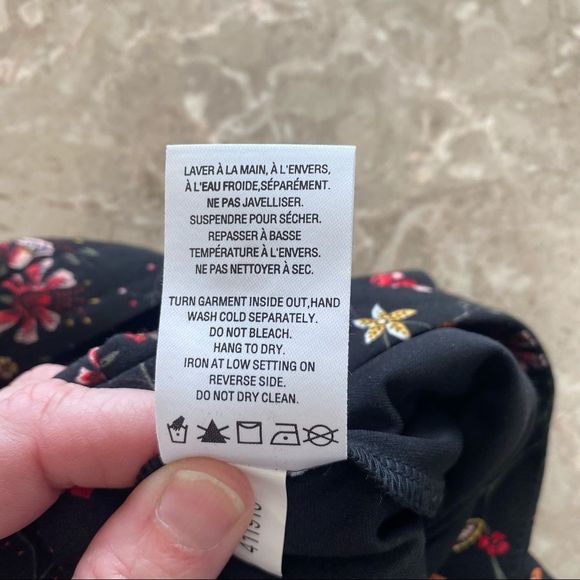 LAVER À LA MAIN, À L'ENVERS,
À L'EAU FROIDE,SÉPARÉMENT.
NE PAS JAVELLISER.
SUSPENDRE POUR SÉCHER.
REPASSER À BASSE
TEMPÉRATURE À L'ENVERS.
NE PAS NETTOYER À SEC.
TURN GARMENT INSIDE OUT,HAND
WASH COLD SEPARATELY.
DO NOT BLEACH.
HANG TO DRY.
IRON AT LOW SETTING ON
REVERSE SIDE.
DO NOT DRY CLEAN.